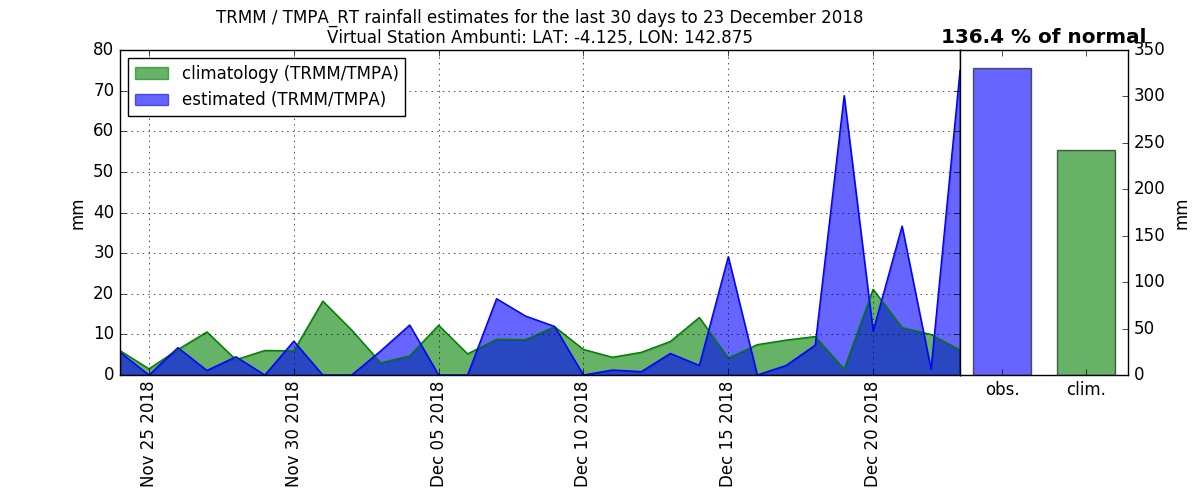 TRMM / TMPA_RT rainfall estimates for the last 30 days to 23 December 2018
Virtual Station Ambunti: LAT: -4.125, LON: 142.875
136.4 % of normal
climatology (TRMM/TMPA)
estimated (TRMM/TMPA)
mm
80
70
60
50
40
30
20
10
0
Nov 25 2018
Nov 30 2018
Dec 05 2018
Dec 10 2018
Dec 15 2018
Dec 20 2018
obs.
clim.
350
300
250
200
150
100
50
0
mm